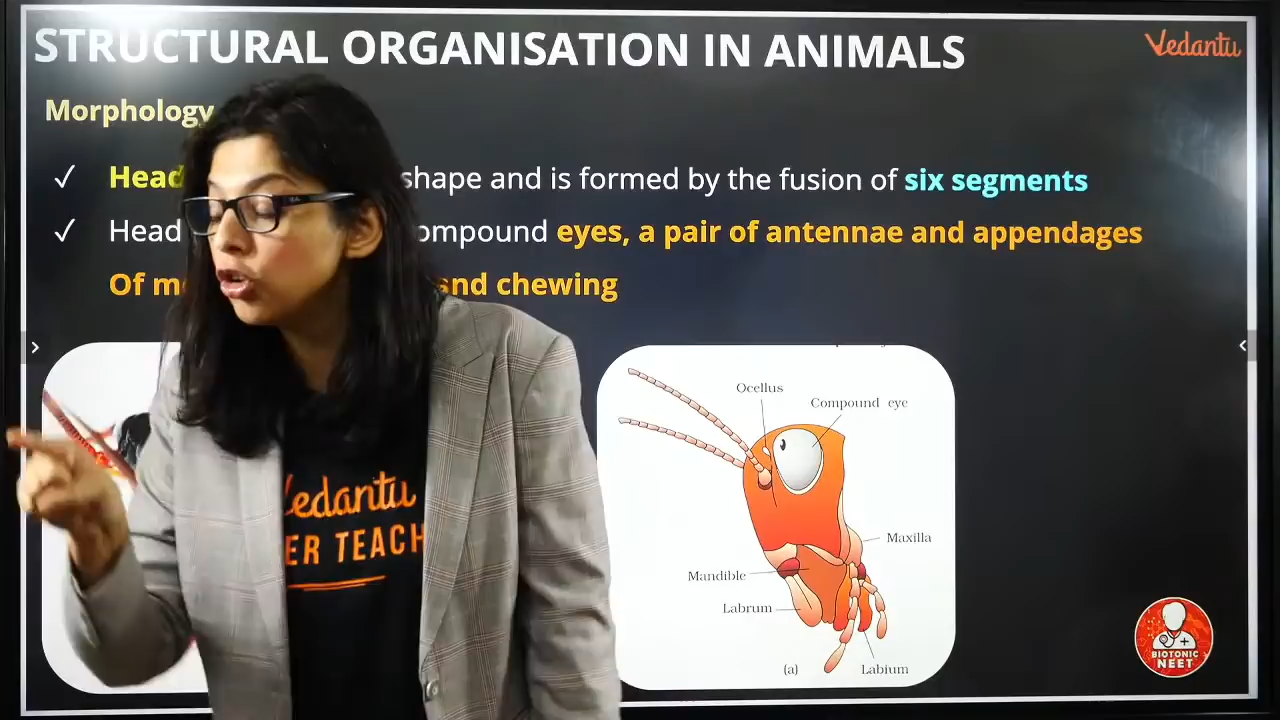 STRUCTURAL ORGANISATION IN ANIMALS
Vedantu
Morphology
✓ Head shape and is formed by the fusion of six segments
✓ Head compound eyes, a pair of antennae and appendages
Of and chewing
Ocellus
Compound eye
Maxilla
Mandible
Labrum
(a)
Labium
Vedantu
TEACH
BIOTONIC
NEET